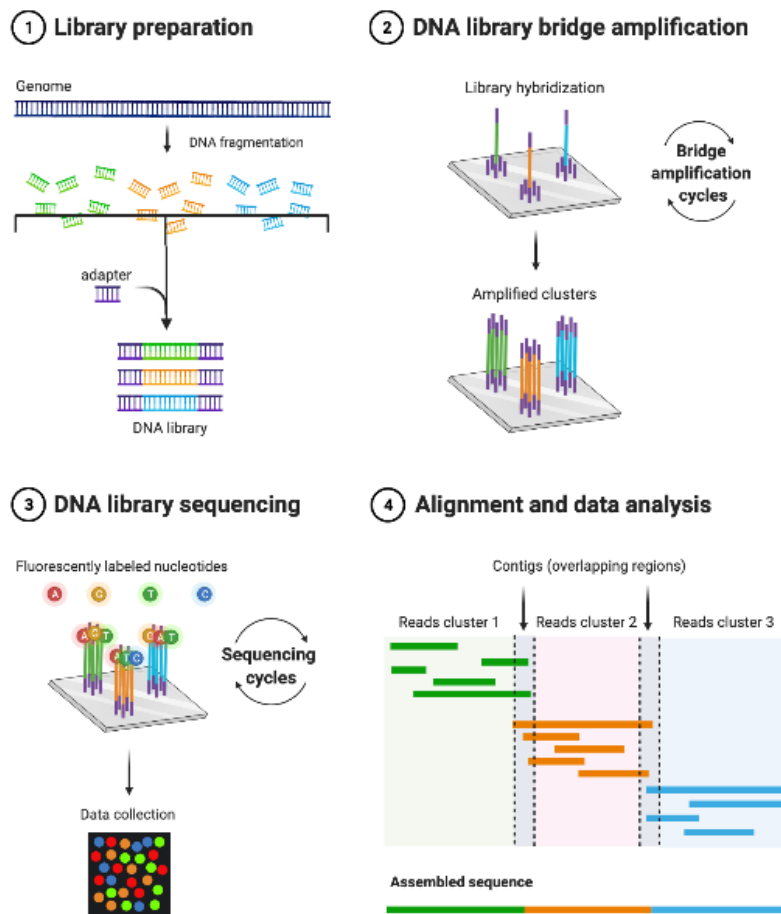 1 Library preparation
Genome
DNA fragmentation
adapter
DNA library
2 DNA library bridge amplification
Library hybridization
Bridge
amplification
cycles
Amplified clusters
3 DNA library sequencing
Fluorescently labeled nucleotides
A G T C
A G T G A T
A T C
Sequencing
cycles
Data collection
4 Alignment and data analysis
Contigs (overlapping regions)
Reads cluster 1 Reads cluster 2 Reads cluster 3
Assembled sequence